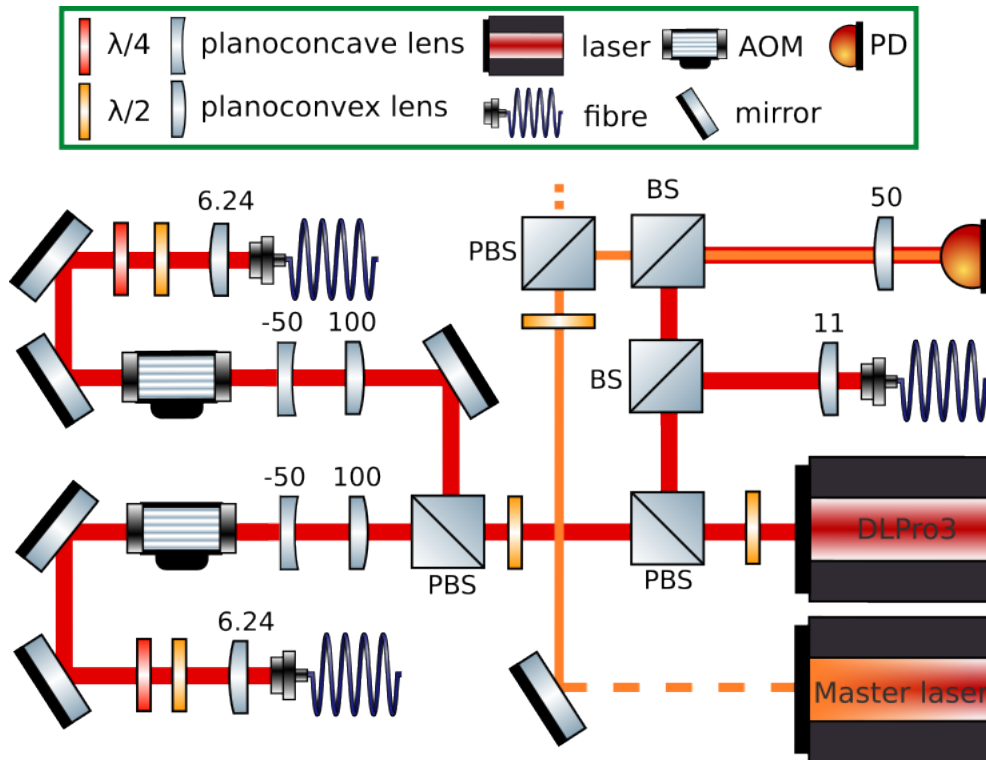 λ/4 planoconcave lens laser AOM PD
λ/2 planoconvex lens fibre mirror
6.24 BS 50
PBS
-50 100 11
BS
-50 100
DLPro3
PBS PBS
6.24
Master laser